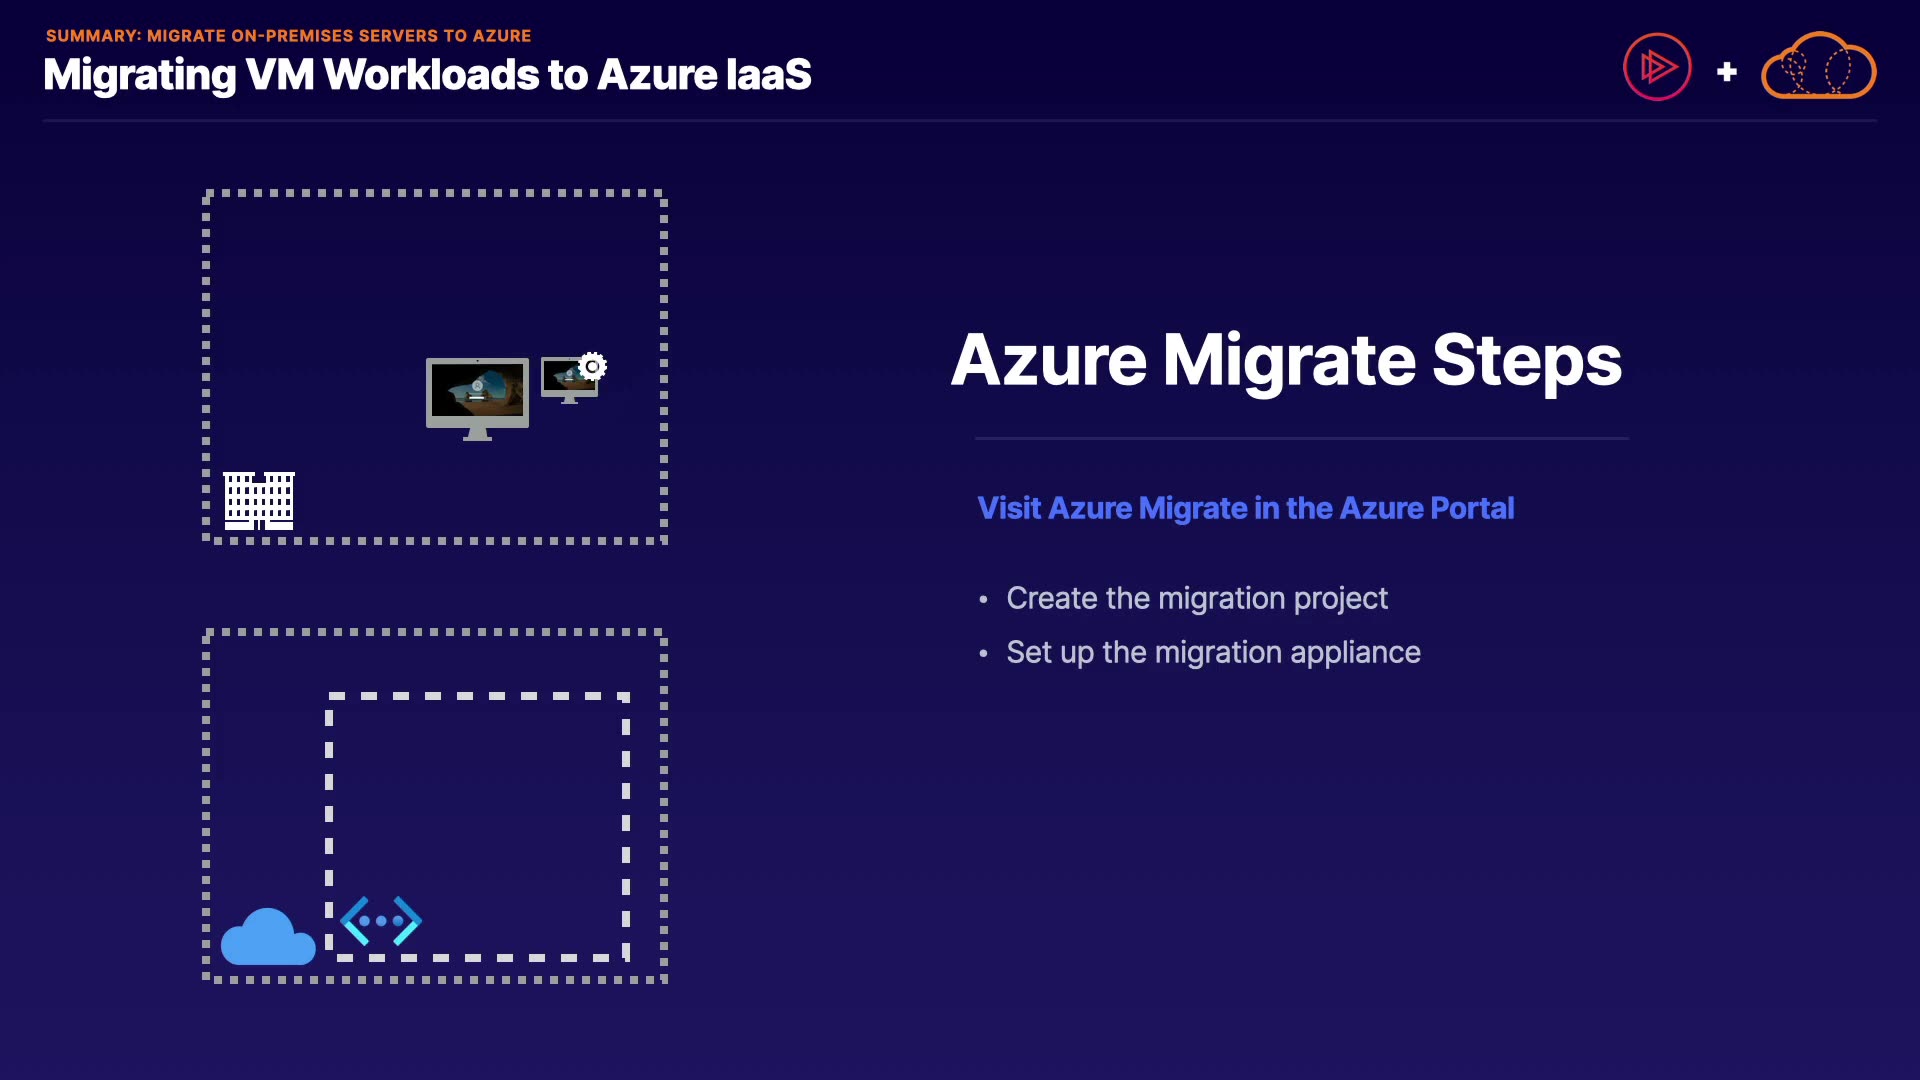 SUMMARY: MIGRATE ON-PREMISES SERVERS TO AZURE
Migrating VM Workloads to Azure IaaS
Azure Migrate Steps
Visit Azure Migrate in the Azure Portal
• Create the migration project
• Set up the migration appliance